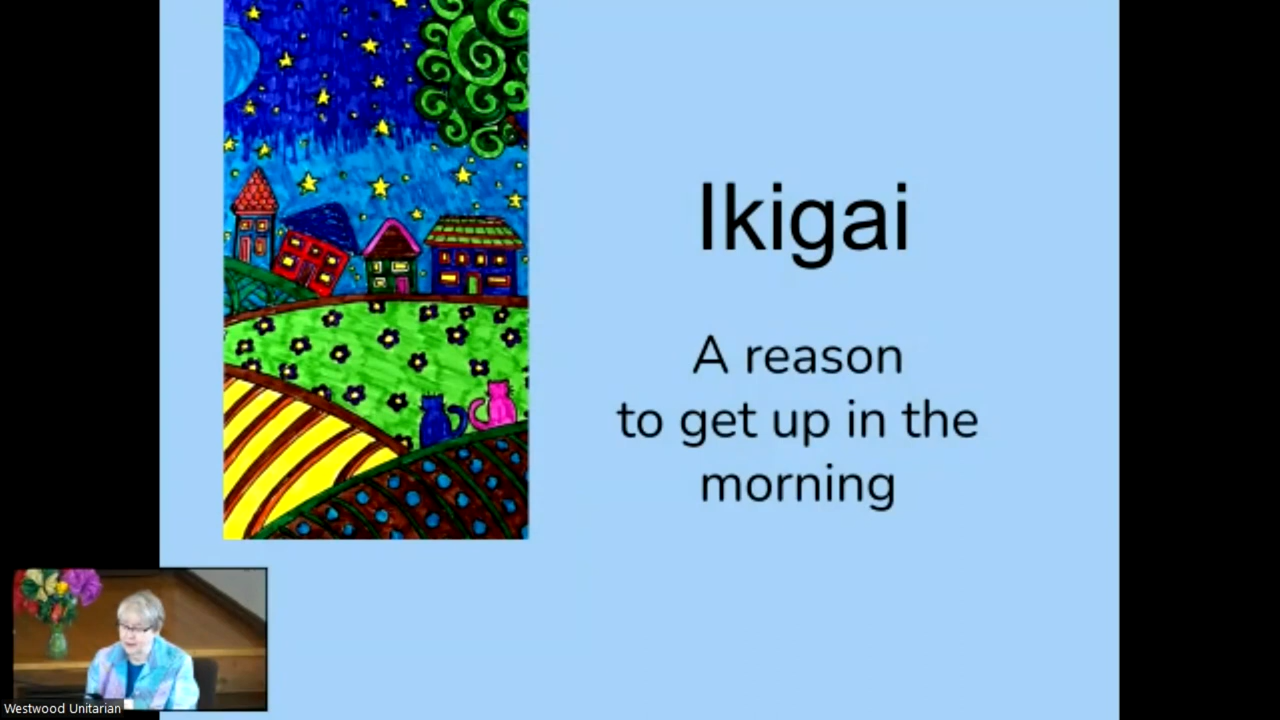 Ikigai
A reason
to get up in the
morning
Westwood Unitarian